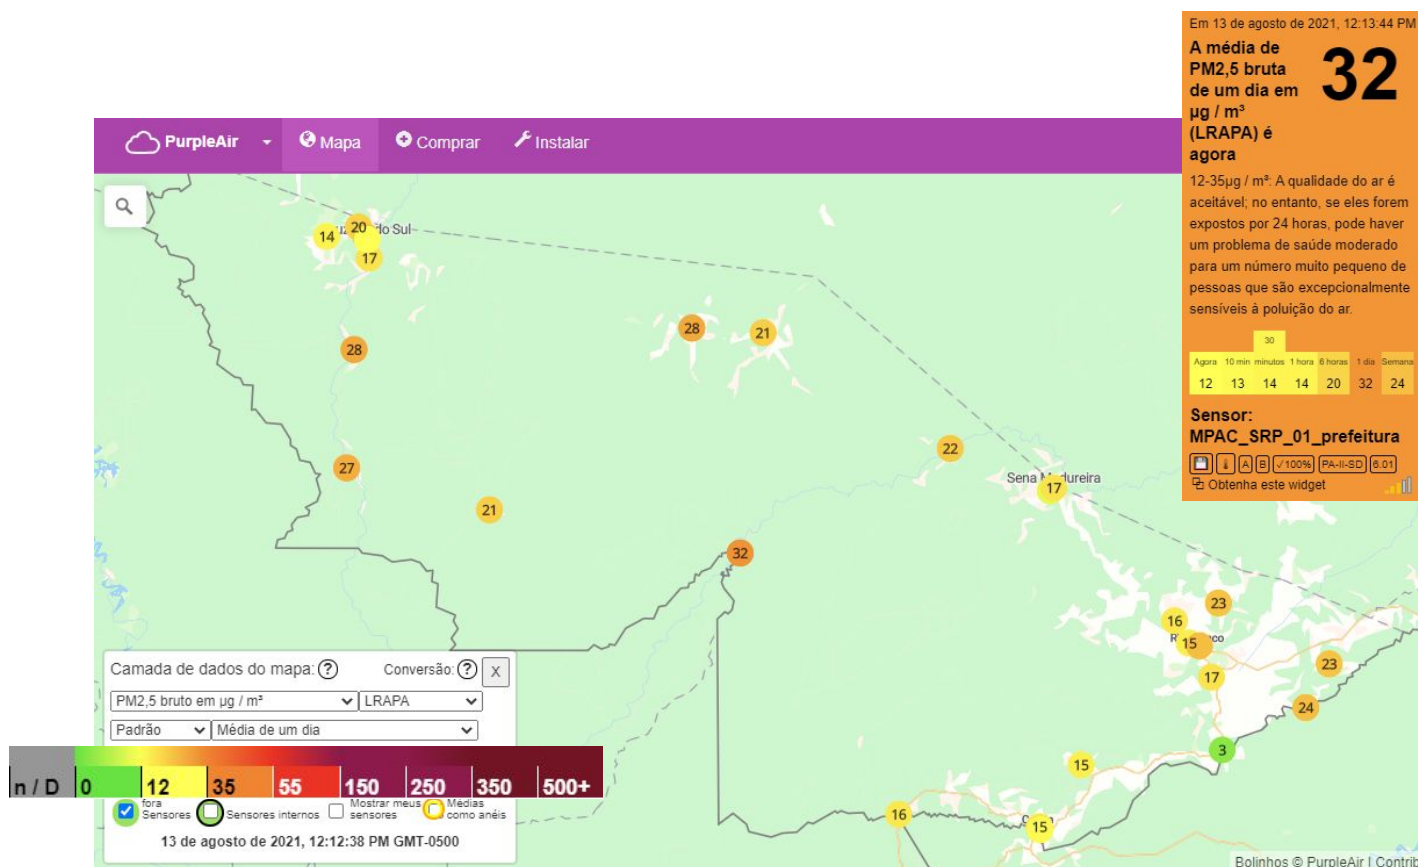 Em 13 de agosto de 2021, 12:13:44 PM
A média de
PM2,5 bruta
de um dia em
µg / m³
(LRAPA) é
agora
32
12-35µg / m³: A qualidade do ar é
aceitável; no entanto, se eles forem
expostos por 24 horas, pode haver
um problema de saúde moderado
para um número muito pequeno de
pessoas que são excepcionalmente
sensíveis à poluição do ar.
30
Agora 10 min minutos 1 hora 6 horas 1 dia Semana
12 13 14 14 20 32 24
Sensor:
MPAC_SRP_01_prefeitura
A B √100% PA-II-SD 6.01
Obtenha este widget
PurpleAir Mapa Comprar Instalar
14 20 do Sul
17
28
28 21
27
21
22
Sena Madureira
17
32
23
16
15
17
23
24
3
15
16
15
Camada de dados do mapa: ? Conversão: ? X
PM2,5 bruto em µg / m³ LRAPA
Padrão Média de um dia
n / D 0 12 35 55 150 250 350 500+
fora Sensores Sensores internos Mostrar meus sensores Médias como anéis
13 de agosto de 2021, 12:12:38 PM GMT-0500
Bolinhos © PurpleAir | Contrib